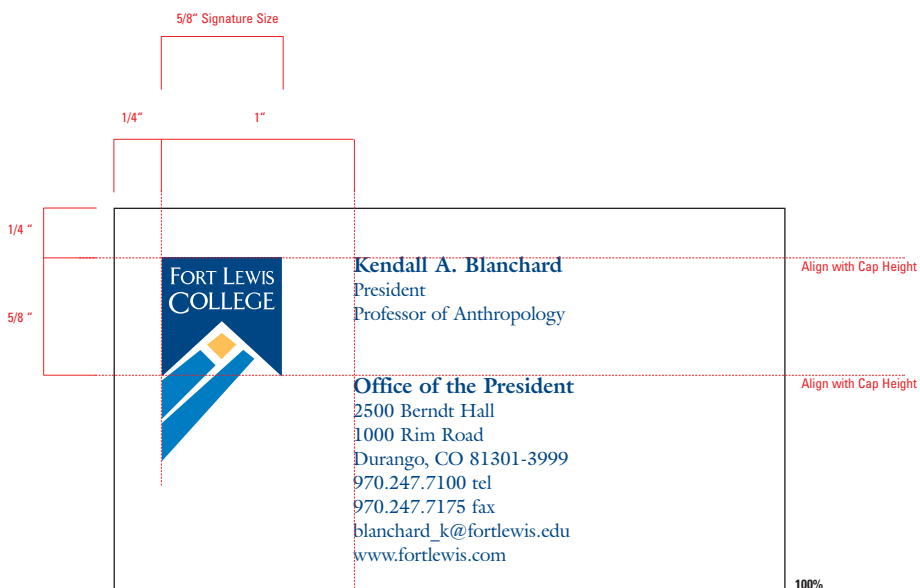 5/8“ Signature Size
1/4“
1“
1/4 “
5/8 “
FORT LEWIS
COLLEGE
Kendall A. Blanchard
President
Professor of Anthropology
Align with Cap Height
Office of the President
2500 Berndt Hall
1000 Rim Road
Durango, CO 81301-3999
970.247.7100 tel
970.247.7175 fax
blanchard_k@fortlewis.edu
www.fortlewis.com
Align with Cap Height
100%